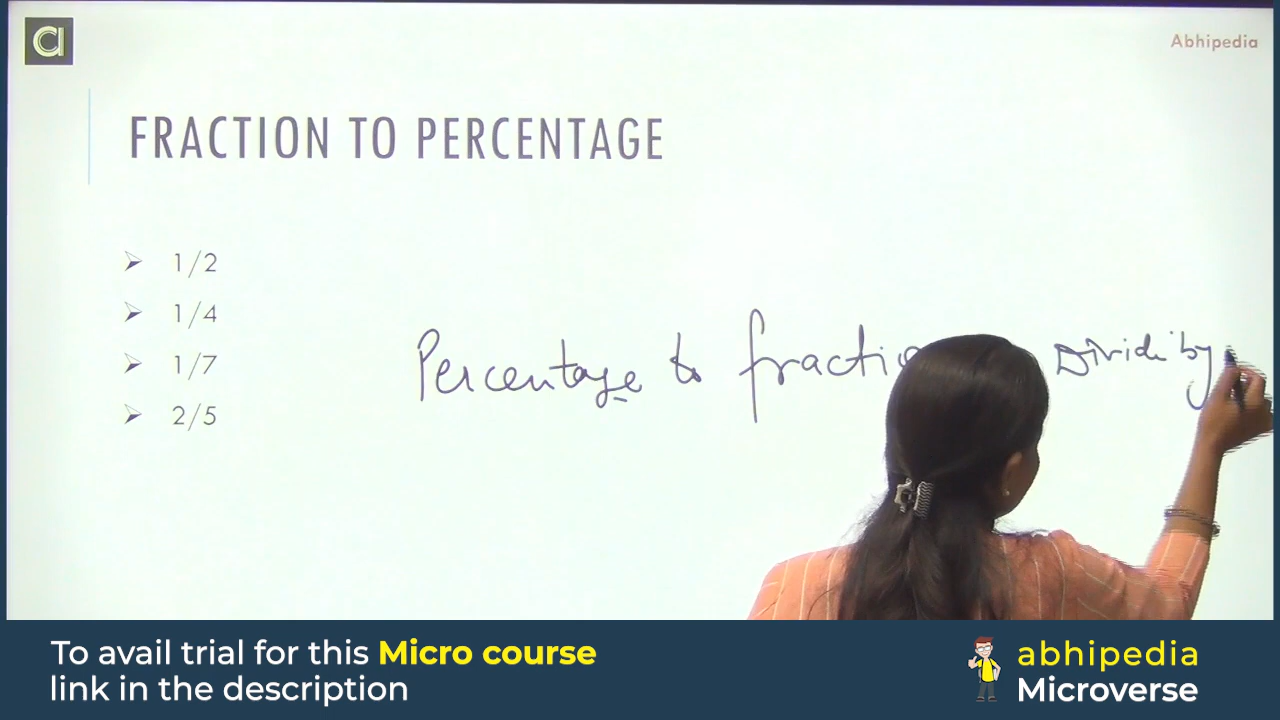 Abhipedia
FRACTION TO PERCENTAGE
➢ 1/2
➢ 1/4
➢ 1/7
➢ 2/5
Percentage to fractio Divide by
To avail trial for this Micro course
link in the description
abhipedia
Microverse